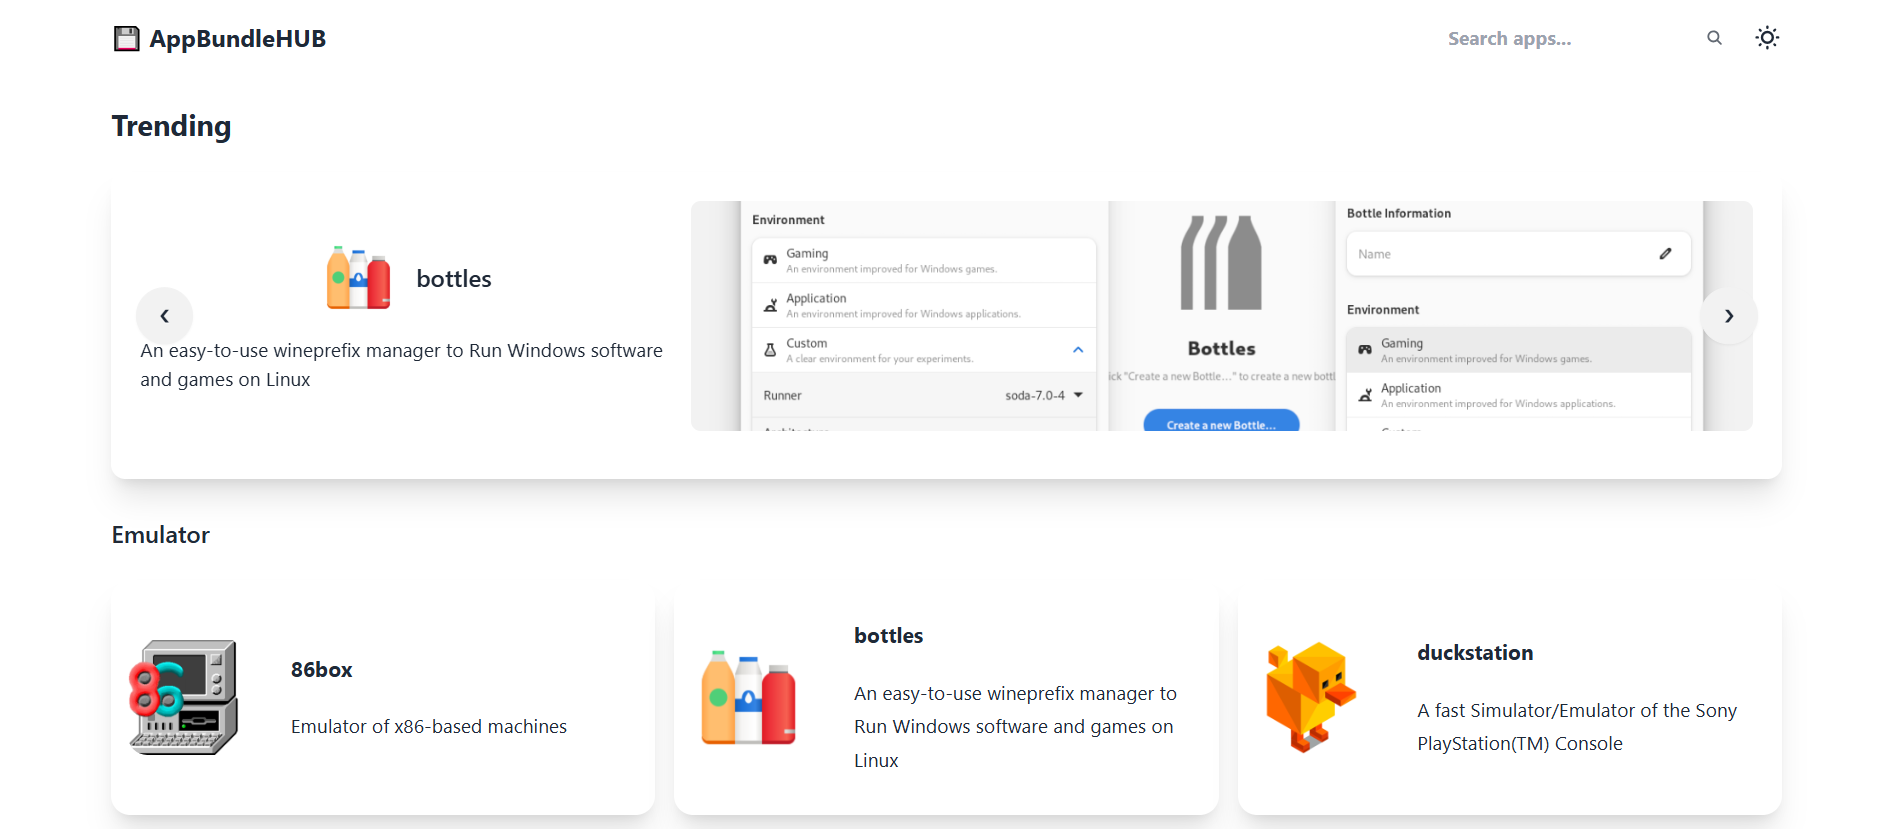 AppBundleHUB
Search apps...
Trending
bottles
An easy-to-use wineprefix manager to Run Windows software
and games on Linux
Environment
Gaming
An environment improved for Windows games.
Application
An environment improved for Windows applications.
Custom
A clear environment for your experiments.
Runner
soda-7.0-4
Bottles
ick "Create a new Bottle..." to create a new bottl
Create a new Bottle...
Bottle Information
Name
Environment
Gaming
An environment improved for Windows games.
Application
An environment improved for Windows applications.
Emulator
86
86box
Emulator of x86-based machines
bottles
An easy-to-use wineprefix manager to
Run Windows software and games on
Linux
duckstation
A fast Simulator/Emulator of the Sony
PlayStation(TM) Console